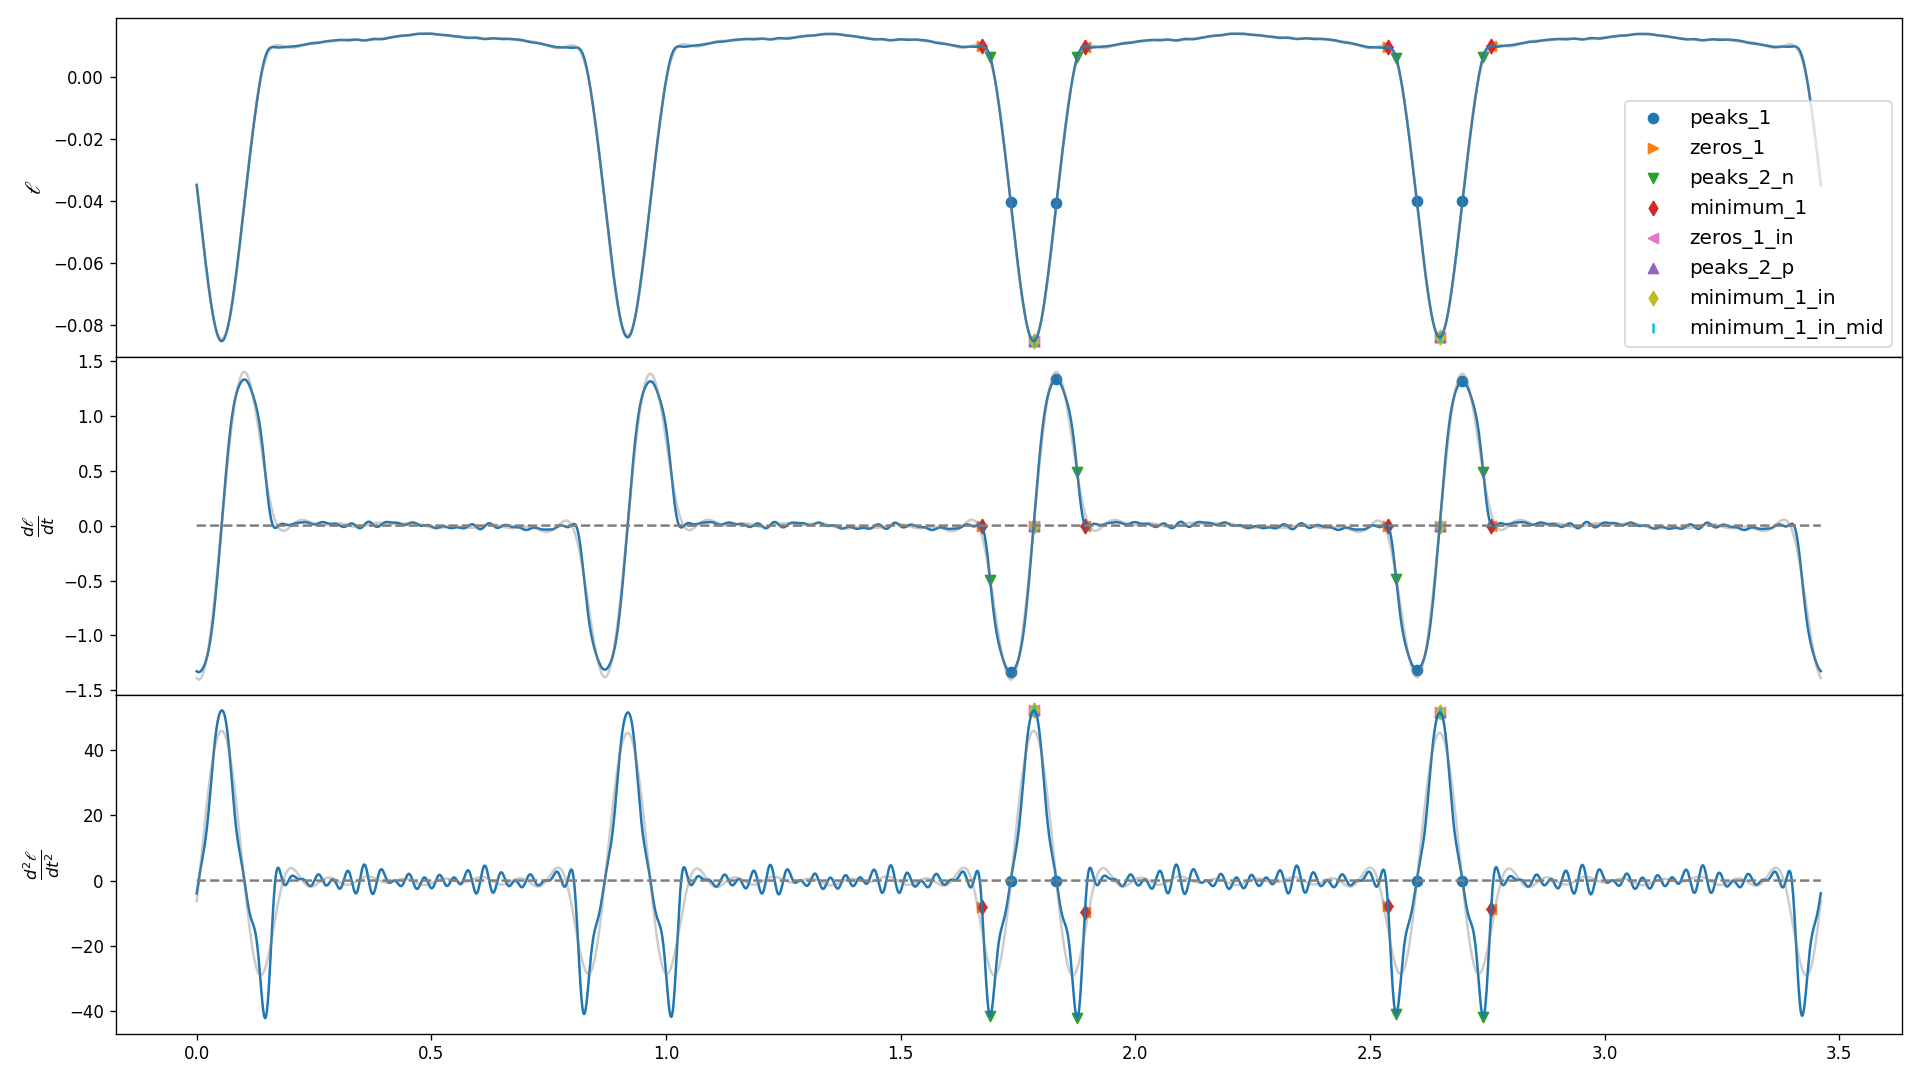 0.00
−0.02
−0.04
−0.06
−0.08
ℓ
peaks_1
zeros_1
peaks_2_n
minimum_1
zeros_1_in
peaks_2_p
minimum_1_in
minimum_1_in_mid
1.5
1.0
0.5
0.0
−0.5
−1.0
−1.5
dℓ/dt
40
20
0
−20
−40
d²ℓ/dt²
0.0 0.5 1.0 1.5 2.0 2.5 3.0 3.5